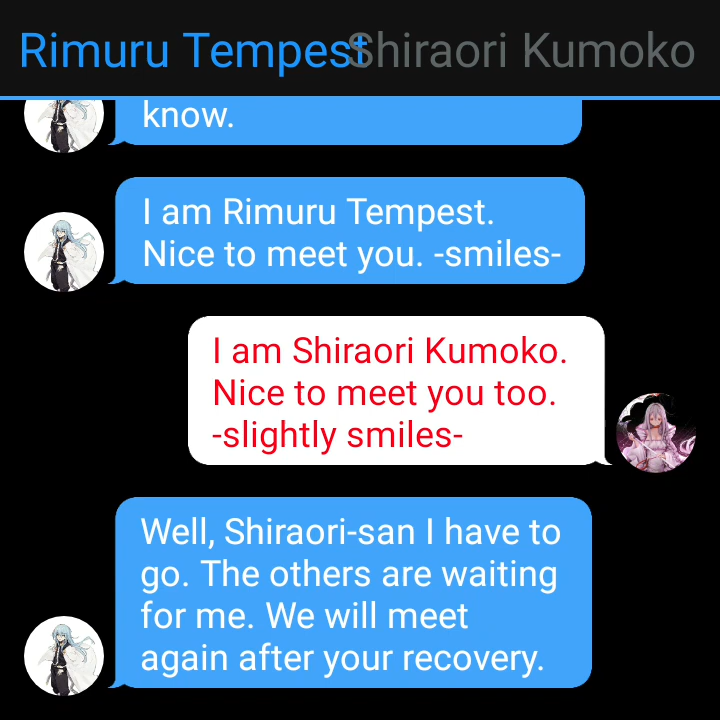 Rimuru Tempest Shiraori Kumoko
know.
I am Rimuru Tempest.
Nice to meet you. -smiles-
I am Shiraori Kumoko.
Nice to meet you too.
-slightly smiles-
Well, Shiraori-san I have to
go. The others are waiting
for me. We will meet
again after your recovery.